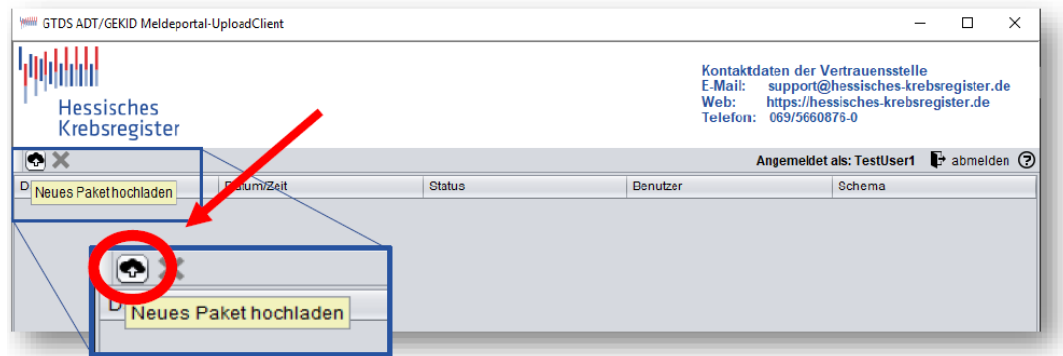 GTDS ADT/GEKID Meldeportal-UploadClient
Hessisches
Krebsregister
Kontaktdaten der Vertrauensstelle
E-Mail: support@hessisches-krebsregister.de
Web: https://hessisches-krebsregister.de
Telefon: 069/5660876-0
Angemeldet als: TestUser1 abmelden ?
Datum/Zeit Status Benutzer Schema
Neues Paket hochladen
Neues Paket hochladen